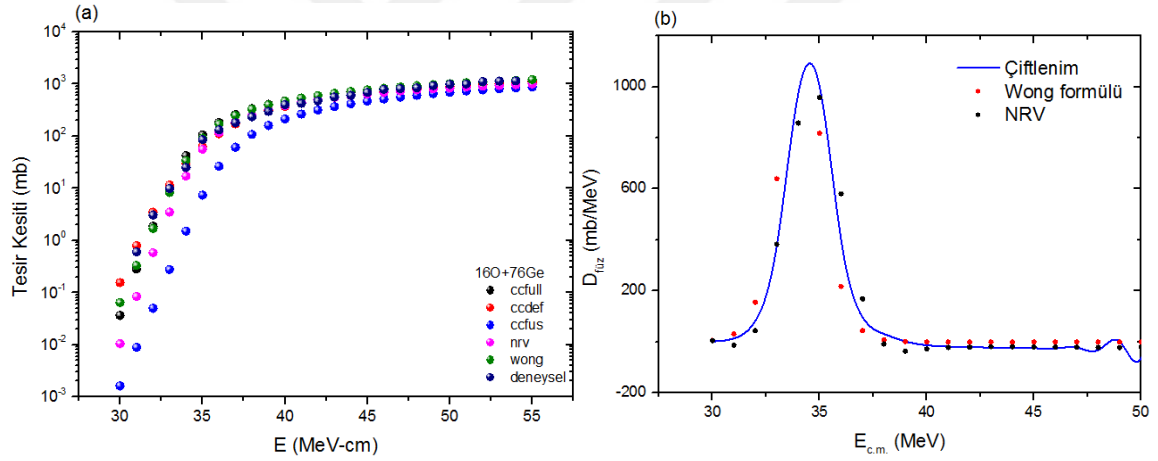 (a)
10⁴
10³
10²
10¹
10⁰
10⁻¹
10⁻²
10⁻³
Tesir Kesiti (mb)
30 35 40 45 50 55
E (MeV-cm)
16O+76Ge
ccfull
ccdef
ccfus
nrv
wong
deneysel
(b)
1000
600
200
-200
D_füz (mb/MeV)
30 35 40 45 50
E_c.m. (MeV)
Çiftlenim
Wong formülü
NRV